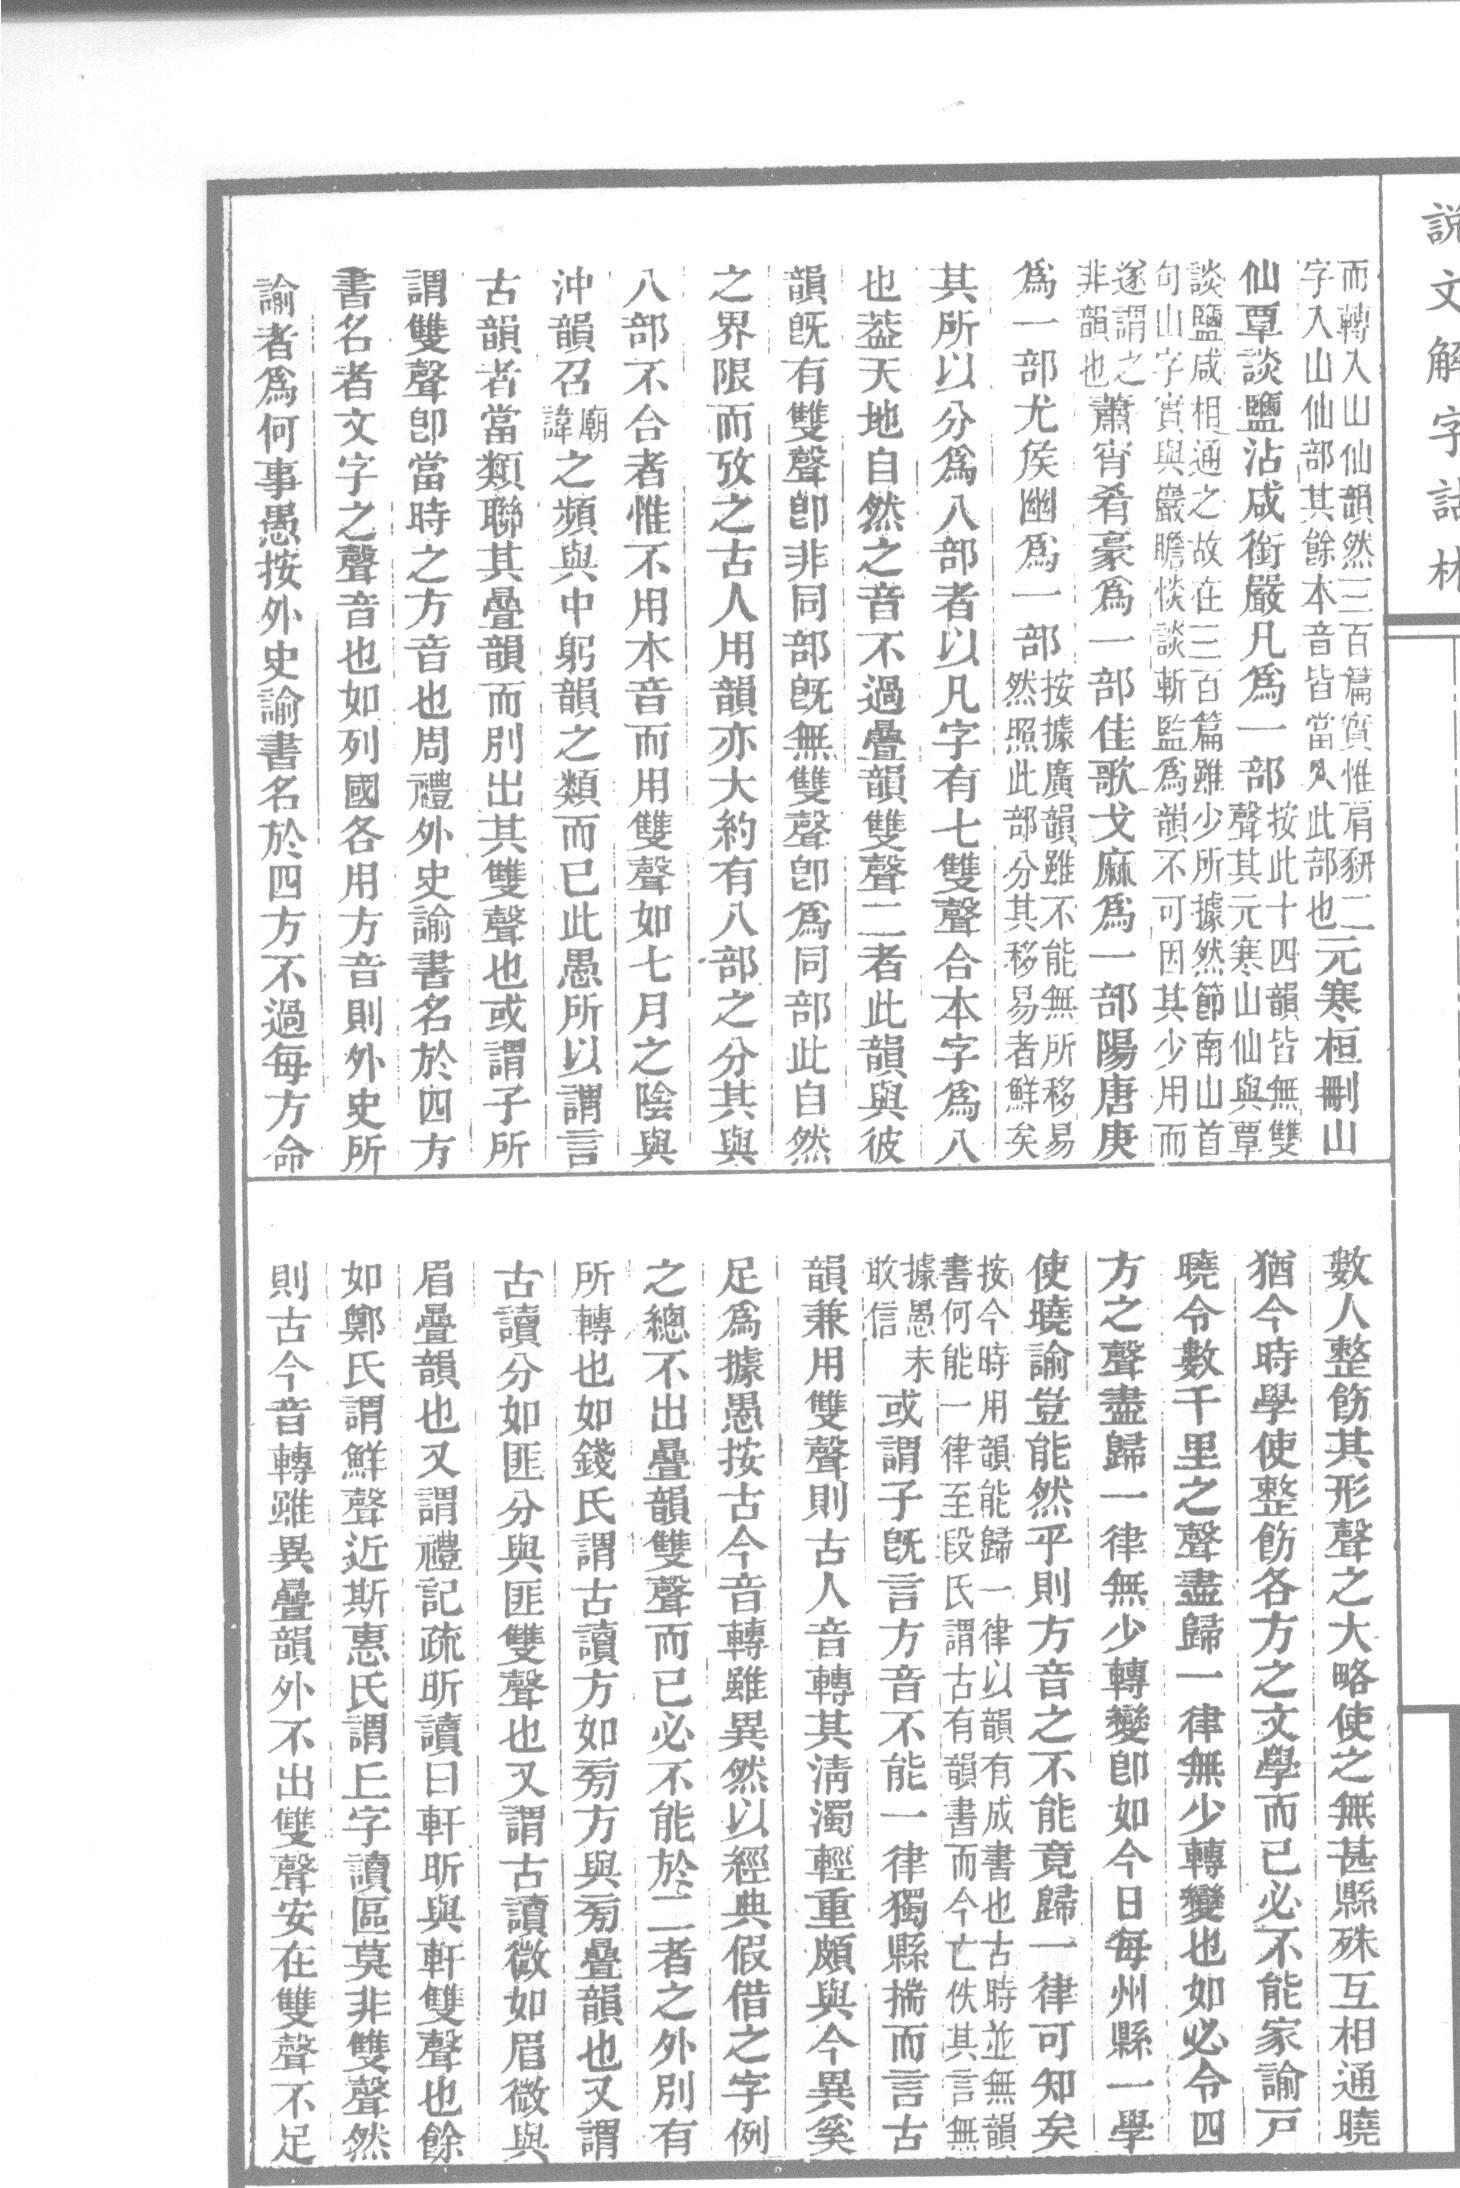 說文解字詁林
而轉入山仙韻然三百篇實惟肩豜二
字入山仙部其餘本音皆當入此部也
元寒桓刪山
仙覃談鹽沾咸銜嚴凡爲一部
按此十四韻皆無雙
聲其元寒山仙與覃
談鹽咸相通之故在三百篇雖少所據然節南山首
句山字實與巖瞻惔談斬監爲韻不可因其少用而
遂謂之
非韻也
蕭宵肴豪爲一部佳歌戈麻爲一部陽唐庚
爲一部尤侯幽爲一部
按據廣韻雖不能無所移易
然照此部分其移易者鮮矣
其所以分爲八部者以凡字有七雙聲合本字爲八
也葢天地自然之音不過疊韻雙聲二者此韻與彼
韻旣有雙聲卽非同部旣無雙聲卽爲同部此自然
之界限而攷之古人用韻亦大約有八部之分其與
八部不合者惟不用本音而用雙聲如七月之陰與
沖韻召
廟
諱
之頻與中躬韻之類而已此愚所以謂言
古韻者當類聯其疊韻而別出其雙聲也或謂子所
謂雙聲卽當時之方音也周禮外史諭書名於四方
書名者文字之聲音也如列國各用方音則外史所
諭者爲何事愚按外史諭書名於四方不過每方命
數人整飭其形聲之大略使之無甚縣殊互相通曉
猶今時學使整飭各方之文學而已必不能家諭戸
曉令數千里之聲盡歸一律無少轉變也如必令四
方之聲盡歸一律無少轉變卽如今日每州縣一學
使曉諭豈能然乎則方音之不能竟歸一律可知矣
按今時用韻能歸一律以韻有成書也古時並無韻
書何能一律至段氏謂古有韻書而今亡佚其言無
據愚未
敢信
或謂子旣言方音不能一律獨縣揣而言古
韻兼用雙聲則古人音轉其淸濁輕重頗與今異奚
足爲據愚按古今音轉雖異然以經典假借之字例
之總不出疊韻雙聲而已必不能於二者之外別有
所轉也如錢氏謂古讀方如㫄方與㫄疊韻也又謂
古讀分如匪分與匪雙聲也又謂古讀微如眉微與
眉疊韻也又謂禮記疏昕讀曰軒昕與軒雙聲也餘
如鄭氏謂鮮聲近斯惠氏謂丘字讀區莫非雙聲然
則古今音轉雖異疊韻外不出雙聲安在雙聲不足